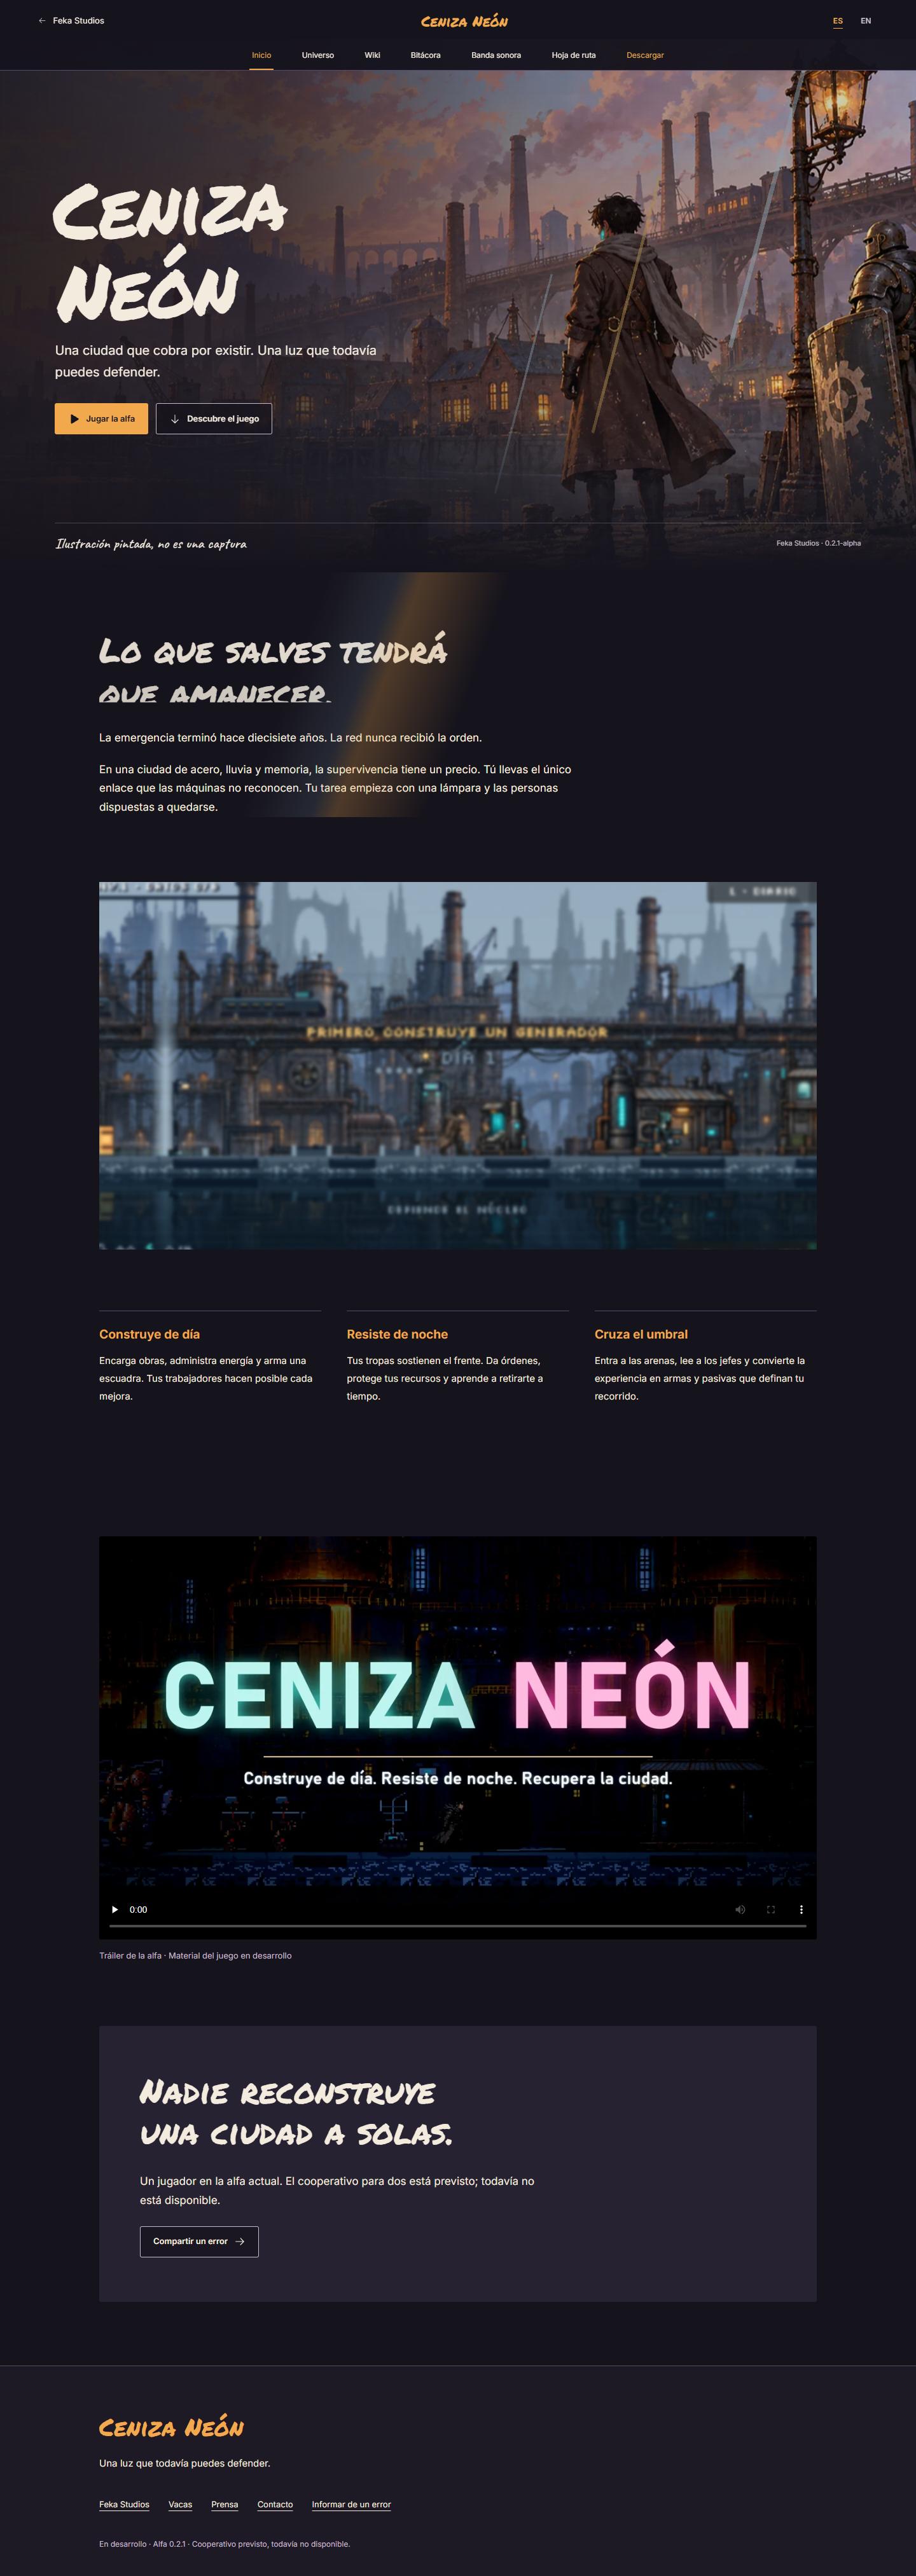 ← Feka Studios
Ceniza Neón
ES EN
Inicio Universo Wiki Bitácora Banda sonora Hoja de ruta Descargar
Ceniza
Neón
Una ciudad que cobra por existir. Una luz que todavía
puedes defender.
Jugar la alfa
Descubre el juego
Ilustración pintada, no es una captura
Feka Studios · 0.2.1-alpha
Lo que salves tendrá
que amanecer.
La emergencia terminó hace diecisiete años. La red nunca recibió la orden.
En una ciudad de acero, lluvia y memoria, la supervivencia tiene un precio. Tú llevas el único
enlace que las máquinas no reconocen. Tu tarea empieza con una lámpara y las personas
dispuestas a quedarse.
L - DIARIO
PRIMERO, CONSTRUYE UN GENERADOR
DÍA 1
DEFIENDE EL NÚCLEO
Construye de día
Encarga obras, administra energía y arma una
escuadra. Tus trabajadores hacen posible cada
mejora.
Resiste de noche
Tus tropas sostienen el frente. Da órdenes,
protege tus recursos y aprende a retirarte a
tiempo.
Cruza el umbral
Entra a las arenas, lee a los jefes y convierte la
experiencia en armas y pasivas que definan tu
recorrido.
CENIZA NEÓN
Construye de día. Resiste de noche. Recupera la ciudad.
0:00
Tráiler de la alfa · Material del juego en desarrollo
Nadie reconstruye
una ciudad a solas.
Un jugador en la alfa actual. El cooperativo para dos está previsto; todavía no
está disponible.
Compartir un error →
Ceniza Neón
Una luz que todavía puedes defender.
Feka Studios Vacas Prensa Contacto Informar de un error
En desarrollo · Alfa 0.2.1 · Cooperativo previsto, todavía no disponible.